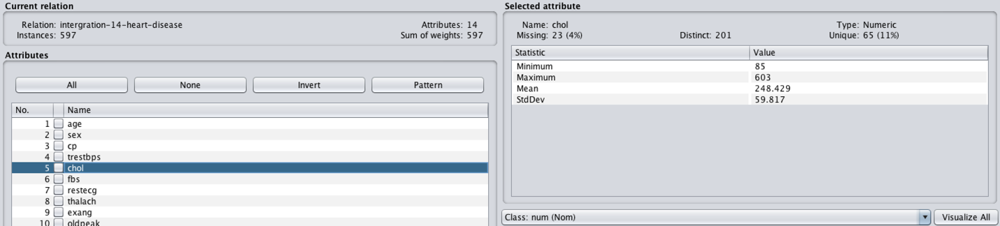 Current relation
Relation: intergration-14-heart-disease
Attributes: 14
Instances: 597
Sum of weights: 597
Attributes
All
None
Invert
Pattern
No.
Name
1 age
2 sex
3 cp
4 trestbps
5 chol
6 fbs
7 restecg
8 thalach
9 exang
10 oldpeak
Selected attribute
Name: chol
Type: Numeric
Missing: 23 (4%)
Distinct: 201
Unique: 65 (11%)
Statistic
Value
Minimum 85
Maximum 603
Mean 248.429
StdDev 59.817
Class: num (Nom)
Visualize All